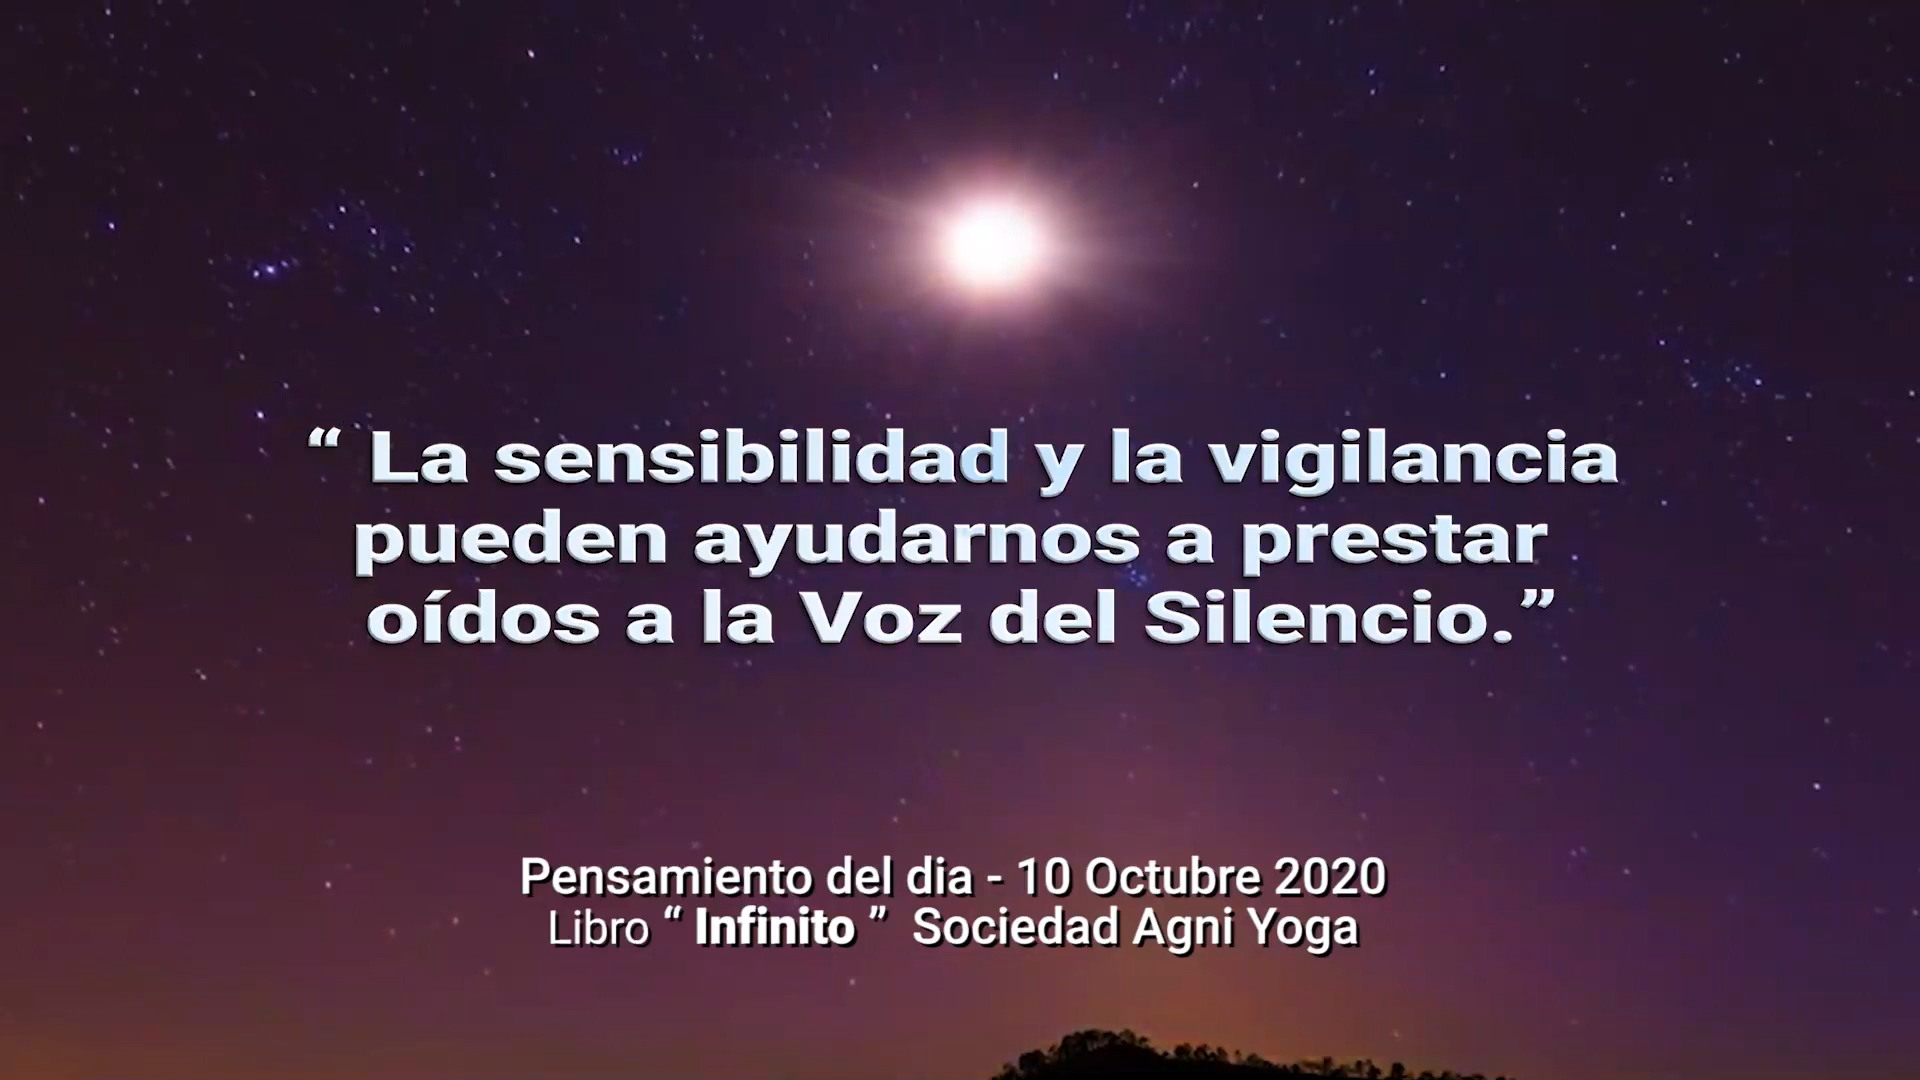 “ La sensibilidad y la vigilancia
pueden ayudarnos a prestar
oídos a la Voz del Silencio.”
Pensamiento del dia - 10 Octubre 2020
Libro “ Infinito ” Sociedad Agni Yoga